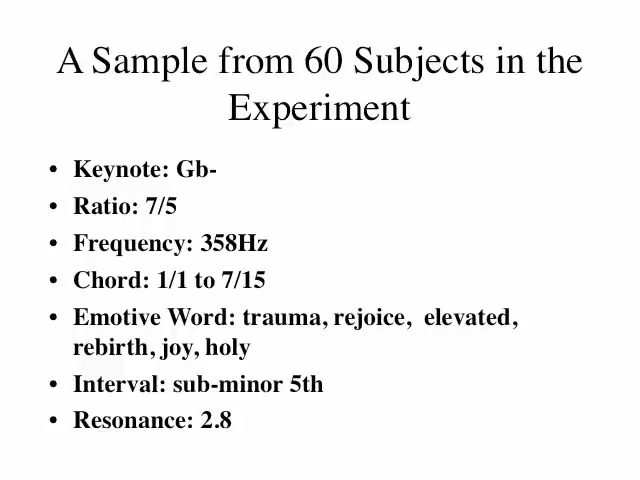 A Sample from 60 Subjects in the
Experiment
• Keynote: Gb-
• Ratio: 7/5
• Frequency: 358Hz
• Chord: 1/1 to 7/15
• Emotive Word: trauma, rejoice,  elevated,
rebirth, joy, holy
• Interval: sub-minor 5th
• Resonance: 2.8